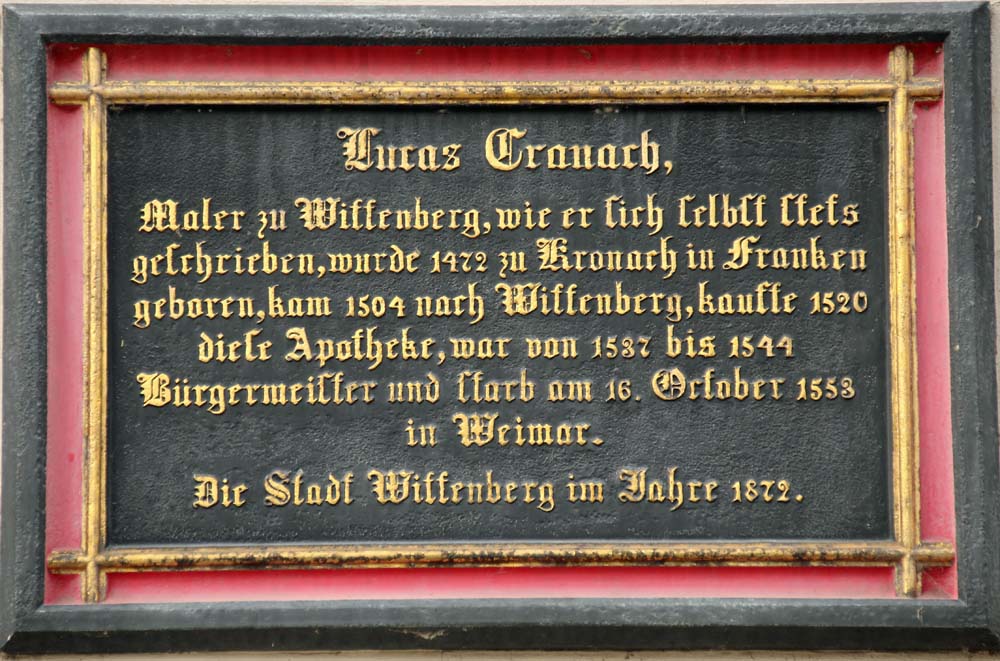 Lucas Cranach,
Maler zu Wittenberg, wie er sich selbst stets
geschrieben, wurde 1472 zu Kronach in Franken
geboren, kam 1504 nach Wittenberg, kaufte 1520
diese Apotheke, war von 1537 bis 1544
Bürgermeister und starb am 16. October 1553
in Weimar.
Die Stadt Wittenberg im Jahre 1872.